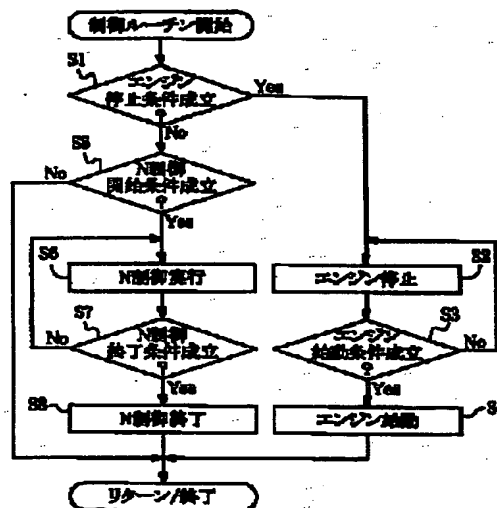 制御ルーチン開始
S1
エンジン
停止条件成立
?
Yes
No
S5
N制御
開始条件成立
?
No
Yes
S6
N制御実行
S2
エンジン停止
S7
N制御
終了条件成立
?
No
Yes
S3
エンジン
始動条件成立
?
No
Yes
S8
N制御終了
S
エンジン始動
リターン/終了